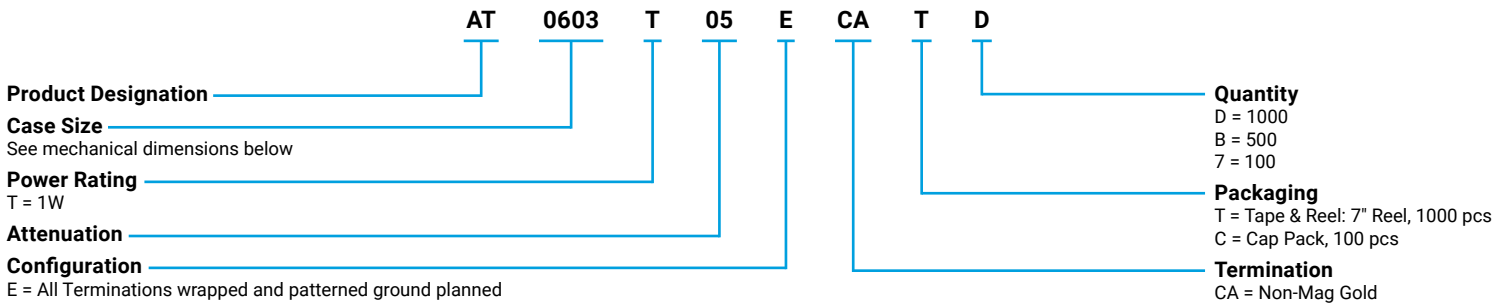 AT 0603 T 05 E CA T D
Product Designation
Case Size
See mechanical dimensions below
Power Rating
T = 1W
Attenuation
Configuration
E = All Terminations wrapped and patterned ground planned
Quantity
D = 1000
B = 500
7 = 100
Packaging
T = Tape & Reel: 7" Reel, 1000 pcs
C = Cap Pack, 100 pcs
Termination
CA = Non-Mag Gold